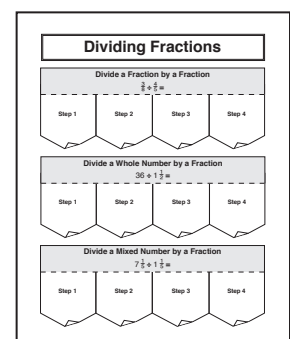 Dividing Fractions
Divide a Fraction by a Fraction
÷ =
Step 1 Step 2 Step 3 Step 4
Divide a Whole Number by a Fraction
36 ÷ 1 =
Step 1 Step 2 Step 3 Step 4
Divide a Mixed Number by a Fraction
7 ÷ 1 =
Step 1 Step 2 Step 3 Step 4